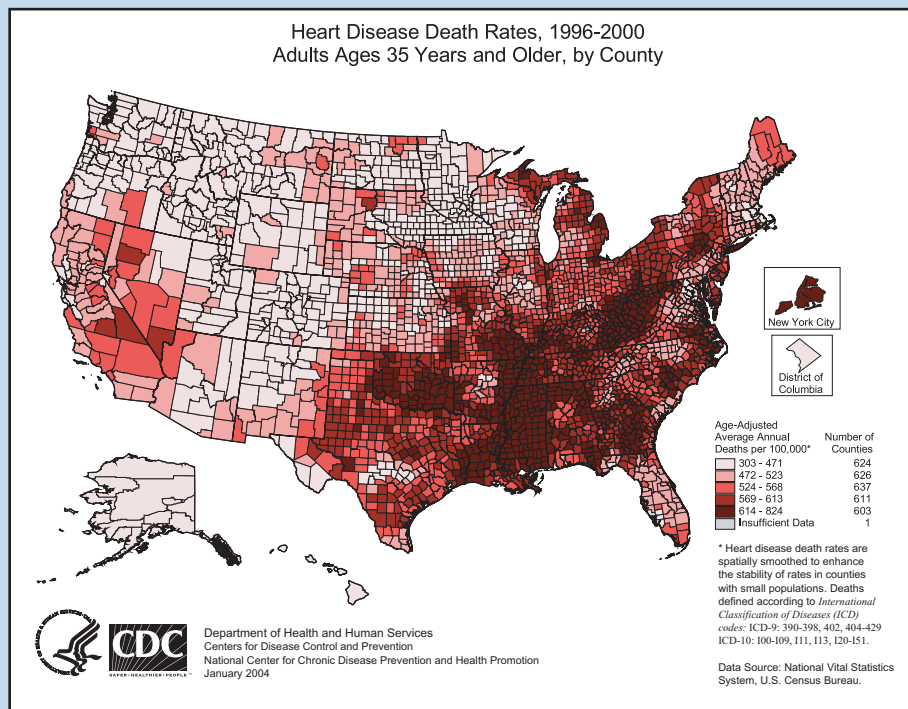 Heart Disease Death Rates, 1996-2000
Adults Ages 35 Years and Older, by County
New York City
District of
Columbia
Age-Adjusted
Average Annual
Deaths per 100,000*
Number of
Counties
303 - 471 624
472 - 523 626
524 - 568 637
569 - 613 611
614 - 824 603
Insufficient Data 1
* Heart disease death rates are
spatially smoothed to enhance
the stability of rates in counties
with small populations. Deaths
defined according to International
Classification of Diseases (ICD)
codes: ICD-9: 390-398, 402, 404-429
ICD-10: I00-I09, I11, I13, I20-I51.
Data Source: National Vital Statistics
System, U.S. Census Bureau.
CDC
SAFER·HEALTHIER·PEOPLE™
Department of Health and Human Services
Centers for Disease Control and Prevention
National Center for Chronic Disease Prevention and Health Promotion
January 2004